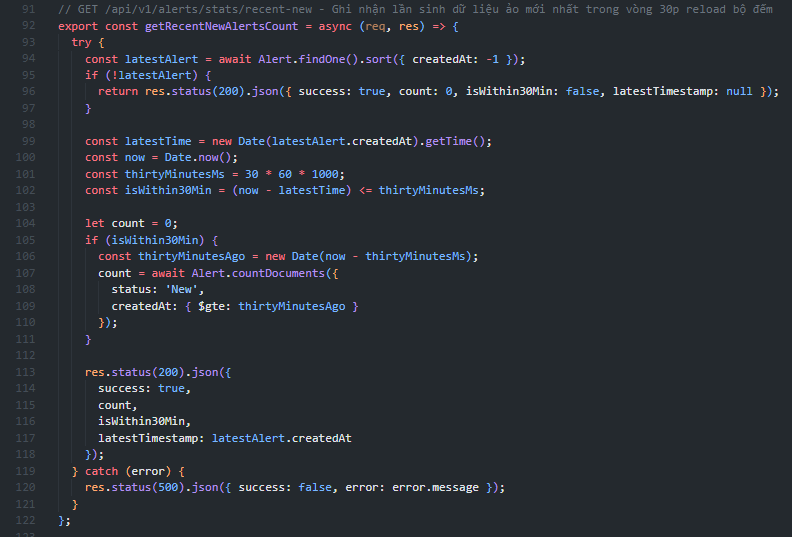 91 // GET /api/v1/alerts/stats/recent-new - Ghi nhận lần sinh dữ liệu ảo mới nhất trong vòng 30p reload bộ đếm
92 export const getRecentNewAlertsCount = async (req, res) => {
93 try {
94 const latestAlert = await Alert.findOne().sort({ createdAt: -1 });
95 if (!latestAlert) {
96 return res.status(200).json({ success: true, count: 0, isWithin30Min: false, latestTimestamp: null });
97 }
98
99 const latestTime = new Date(latestAlert.createdAt).getTime();
100 const now = Date.now();
101 const thirtyMinutesMs = 30 * 60 * 1000;
102 const isWithin30Min = (now - latestTime) <= thirtyMinutesMs;
103
104 let count = 0;
105 if (isWithin30Min) {
106 const thirtyMinutesAgo = new Date(now - thirtyMinutesMs);
107 count = await Alert.countDocuments({
108 status: 'New',
109 createdAt: { $gte: thirtyMinutesAgo }
110 });
111 }
112
113 res.status(200).json({
114 success: true,
115 count,
116 isWithin30Min,
117 latestTimestamp: latestAlert.createdAt
118 });
119 } catch (error) {
120 res.status(500).json({ success: false, error: error.message });
121 }
122 };